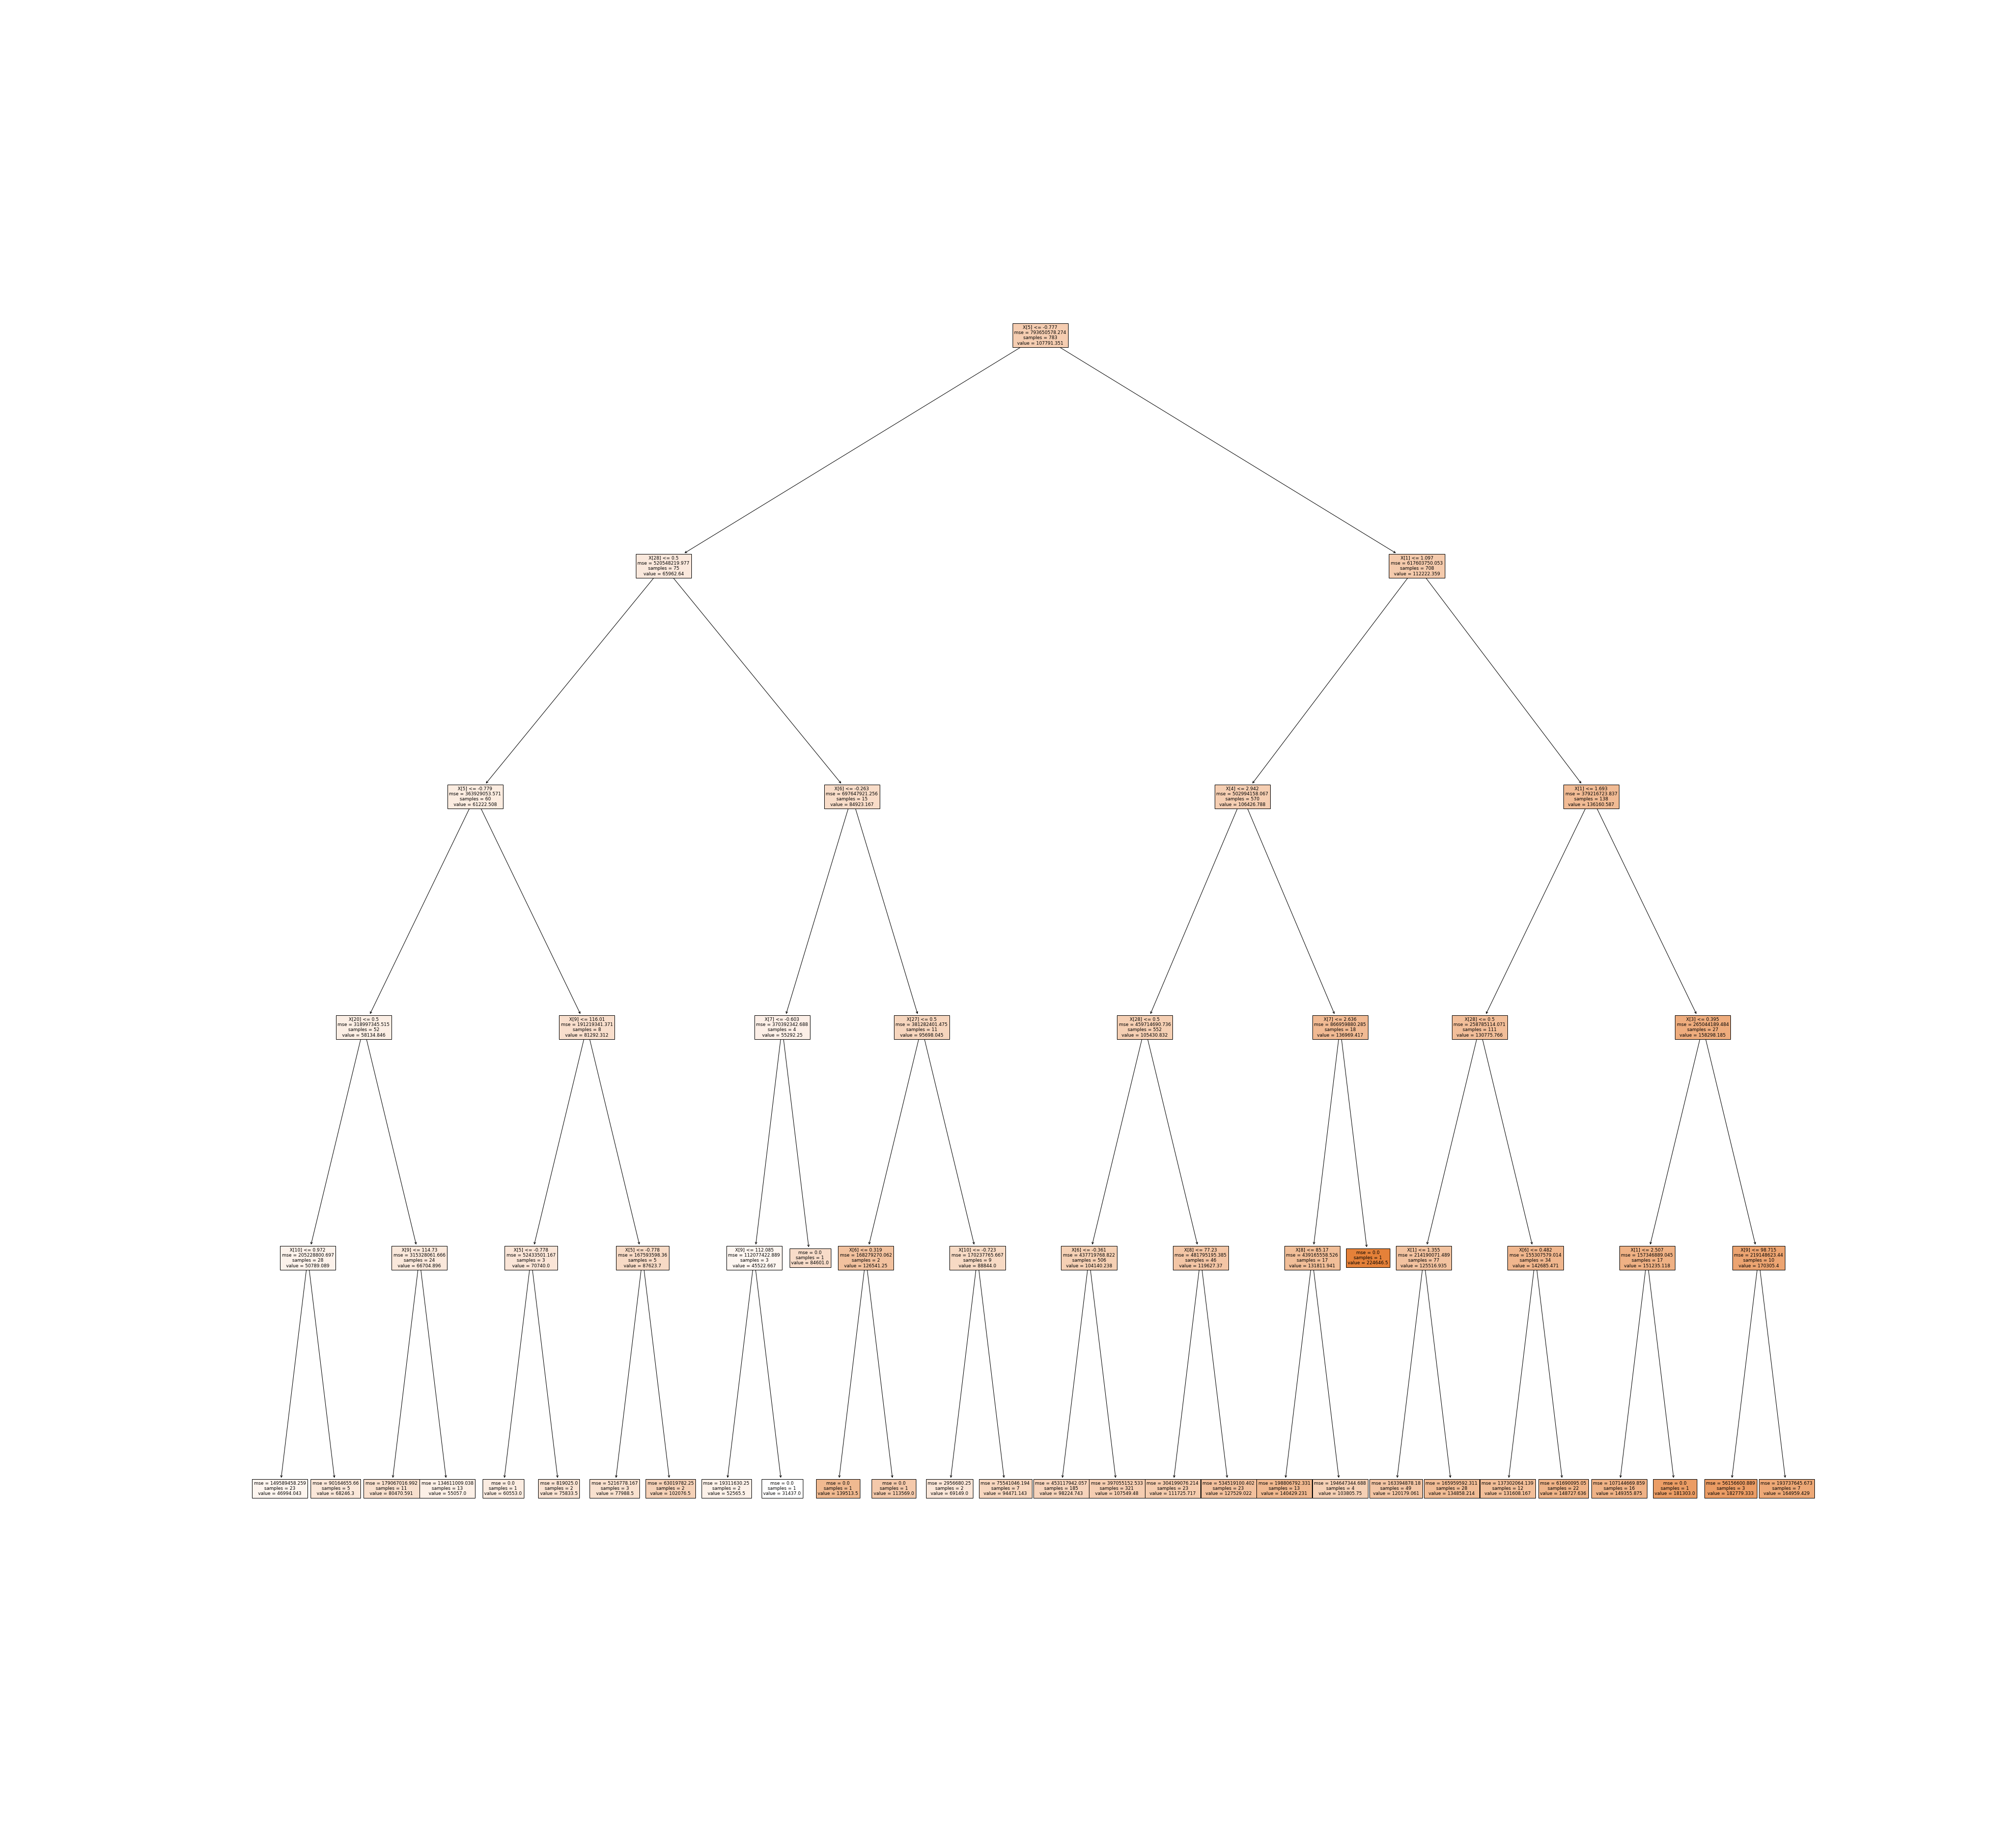 X[5] <= -0.777
mse = 793650578.274
samples = 783
value = 107791.351
X[28] <= 0.5
mse = 520548219.977
samples = 75
value = 65962.64
X[1] <= 1.097
mse = 617603750.053
samples = 708
value = 112222.359
X[5] <= -0.779
mse = 363929053.571
samples = 60
value = 61222.508
X[6] <= -0.263
mse = 697647921.256
samples = 15
value = 84923.167
X[4] <= 2.942
mse = 502994158.067
samples = 570
value = 106426.788
X[1] <= 1.693
mse = 379216723.837
samples = 138
value = 136160.587
X[20] <= 0.5
mse = 318997345.515
samples = 52
value = 58134.846
X[9] <= 116.01
mse = 191219341.371
samples = 8
value = 81292.312
X[7] <= -0.603
mse = 370392342.688
samples = 4
value = 55292.25
X[27] <= 0.5
mse = 381282401.475
samples = 11
value = 95698.045
X[28] <= 0.5
mse = 459714690.736
samples = 552
value = 105430.832
X[7] <= 2.636
mse = 866959880.285
samples = 18
value = 136969.417
X[28] <= 0.5
mse = 258785114.071
samples = 111
value = 130775.766
X[3] <= 0.395
mse = 265044189.484
samples = 27
value = 158298.185
X[10] <= 0.972
mse = 205228800.697
samples = 28
value = 50789.089
X[9] <= 114.73
mse = 315328061.666
samples = 24
value = 66704.896
X[5] <= -0.778
mse = 52433501.167
samples = 3
value = 70740.0
X[5] <= -0.778
mse = 167593598.36
samples = 5
value = 87623.7
X[9] <= 112.085
mse = 112077422.889
samples = 3
value = 45522.667
mse = 0.0
samples = 1
value = 84601.0
X[6] <= 0.319
mse = 168279270.062
samples = 2
value = 126541.25
X[10] <= -0.723
mse = 170237765.667
samples = 9
value = 88844.0
X[6] <= -0.361
mse = 437719768.822
samples = 506
value = 104140.238
X[8] <= 77.23
mse = 481795195.385
samples = 46
value = 119627.37
X[8] <= 85.17
mse = 439165558.526
samples = 17
value = 131811.941
mse = 0.0
samples = 1
value = 224646.5
X[1] <= 1.355
mse = 214190071.489
samples = 77
value = 125516.935
X[6] <= 0.482
mse = 155307579.014
samples = 34
value = 142685.471
X[1] <= 2.507
mse = 157346889.045
samples = 17
value = 151235.118
X[9] <= 98.715
mse = 219148623.44
samples = 10
value = 170305.4
mse = 149589458.259
samples = 23
value = 46994.043
mse = 90164655.66
samples = 5
value = 68246.3
mse = 179067016.992
samples = 11
value = 80470.591
mse = 134611009.038
samples = 13
value = 55057.0
mse = 0.0
samples = 1
value = 60553.0
mse = 819025.0
samples = 2
value = 75833.5
mse = 5216778.167
samples = 3
value = 77988.5
mse = 63019782.25
samples = 2
value = 102076.5
mse = 19311630.25
samples = 2
value = 52565.5
mse = 0.0
samples = 1
value = 31437.0
mse = 0.0
samples = 1
value = 139513.5
mse = 0.0
samples = 1
value = 113569.0
mse = 2956680.25
samples = 2
value = 69149.0
mse = 75541046.194
samples = 7
value = 94471.143
mse = 453117942.057
samples = 185
value = 98224.743
mse = 397055152.533
samples = 321
value = 107549.48
mse = 304199076.214
samples = 23
value = 111725.717
mse = 534519100.402
samples = 23
value = 127529.022
mse = 198806792.331
samples = 13
value = 140429.231
mse = 194647344.688
samples = 4
value = 103805.75
mse = 163394878.18
samples = 49
value = 120179.061
mse = 165959592.311
samples = 28
value = 134858.214
mse = 137302064.139
samples = 12
value = 131608.167
mse = 61690095.05
samples = 22
value = 148727.636
mse = 107144969.859
samples = 16
value = 149355.875
mse = 0.0
samples = 1
value = 181303.0
mse = 56156600.889
samples = 3
value = 182779.333
mse = 193737645.673
samples = 7
value = 164959.429